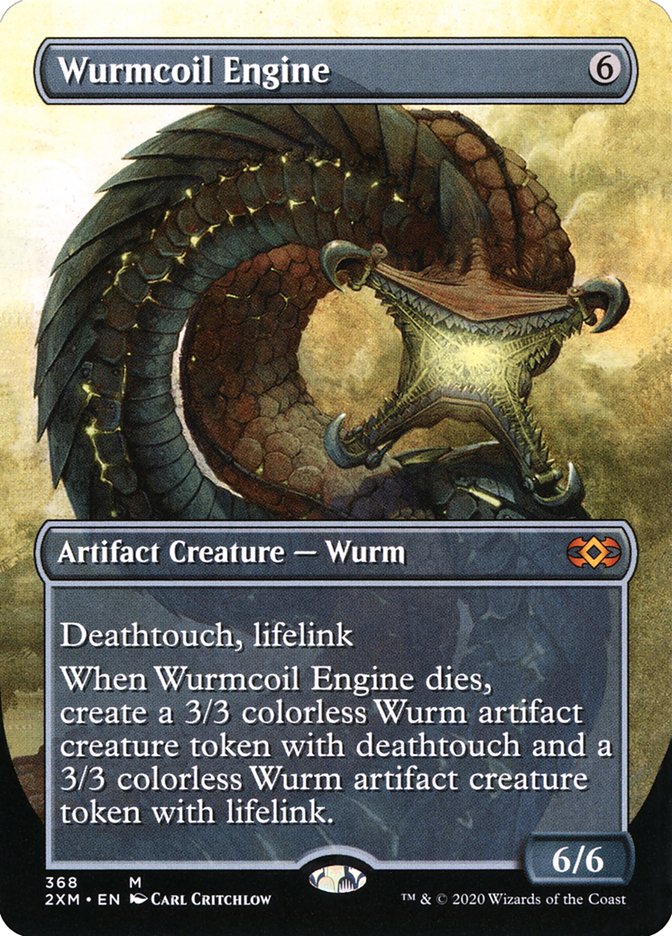 Wurmcoil Engine 6
Artifact Creature — Wurm
Deathtouch, lifelink
When Wurmcoil Engine dies,
create a 3/3 colorless Wurm artifact
creature token with deathtouch and a
3/3 colorless Wurm artifact creature
token with lifelink.
6/6
368 M
2XM • EN Carl Critchlow
™ & © 2020 Wizards of the Coast